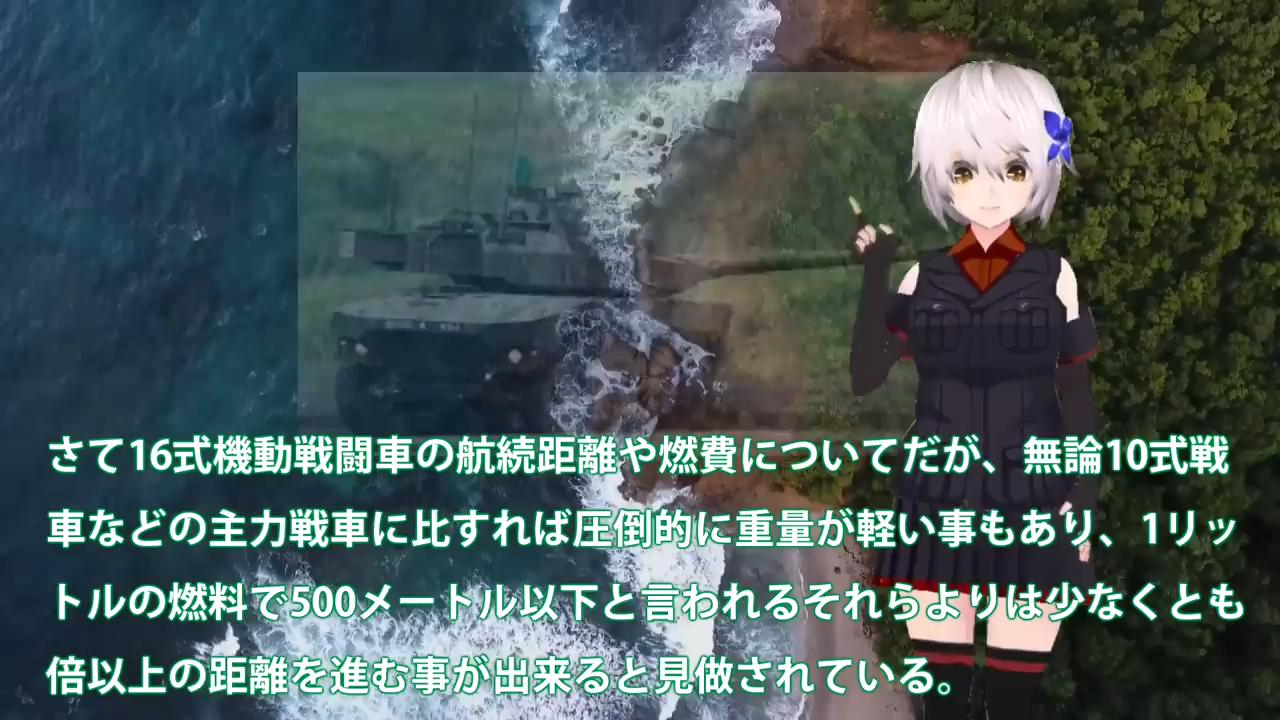 さて16式機動戦闘車の航続距離や燃費についてだが、無論10式戦
車などの主力戦車に比すれば圧倒的に重量が軽い事もあり、1リッ
トルの燃料で500メートル以下と言われるそれらよりは少なくとも
倍以上の距離を進む事が出来ると見做されている。